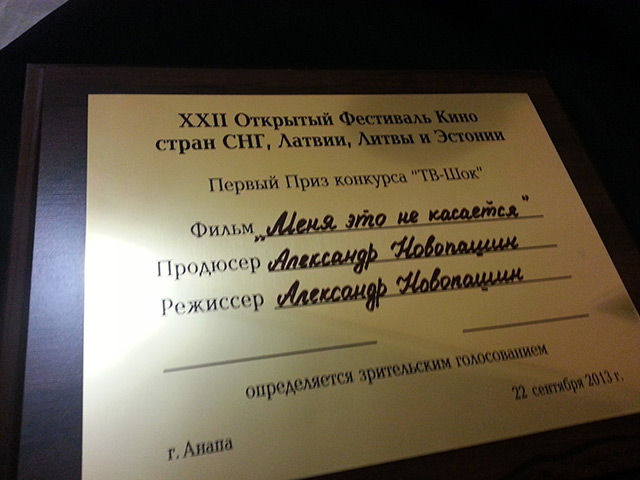 XXII Открытый Фестиваль Кино
стран СНГ, Латвии, Литвы и Эстонии
Первый Приз конкурса "ТВ-Шок"
Фильм „Меня это не касается"
Продюсер Александр Новопашин
Режиссер Александр Новопашин
определяется зрительским голосованием
22 сентября 2013 г.
г. Анапа